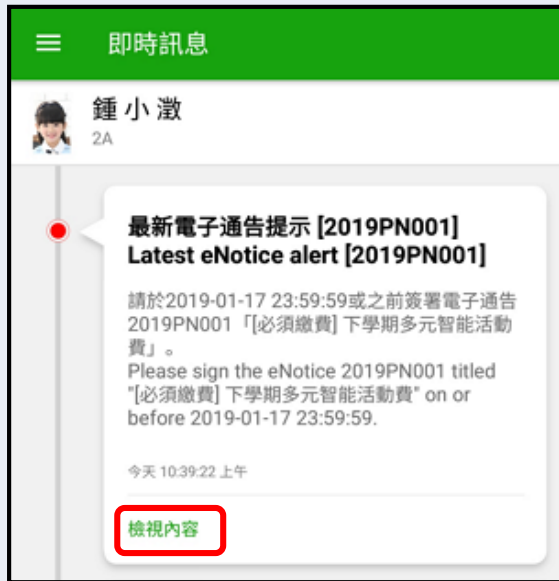 即時訊息
鍾小澂
2A
最新電子通告提示 [2019PN001]
Latest eNotice alert [2019PN001]
請於2019-01-17 23:59:59或之前簽署電子通告
2019PN001「[必須繳費] 下學期多元智能活動
費」。
Please sign the eNotice 2019PN001 titled
"[必須繳費] 下學期多元智能活動費" on or
before 2019-01-17 23:59:59.
今天 10:39:22 上午
檢視內容